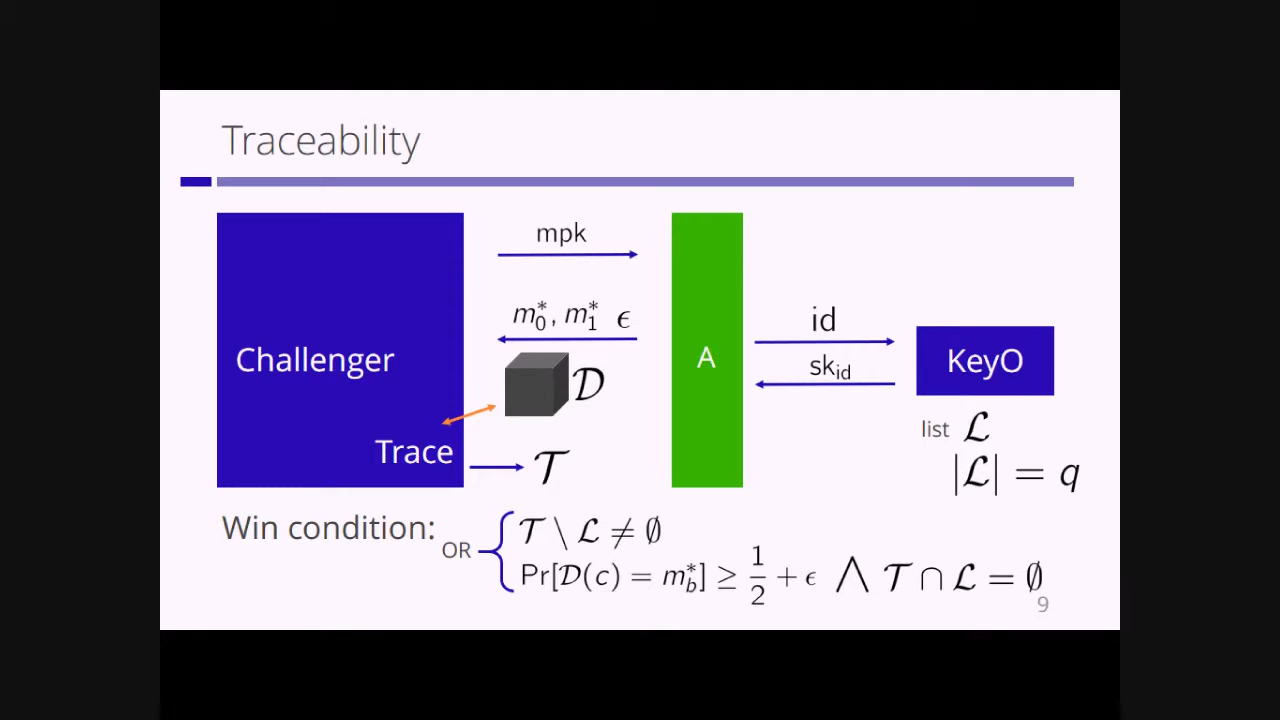 Traceability
mpk
m₀*, m₁* ϵ
id
Challenger
A
KeyO
𝒟
sk_id
list ℒ
Trace
𝒯
|ℒ| = q
Win condition:
OR
𝒯 \ ℒ ≠ ∅
Pr[𝒟(c) = m_b*] ≥ 1/2 + ϵ ⋀ 𝒯 ∩ ℒ = ∅
9